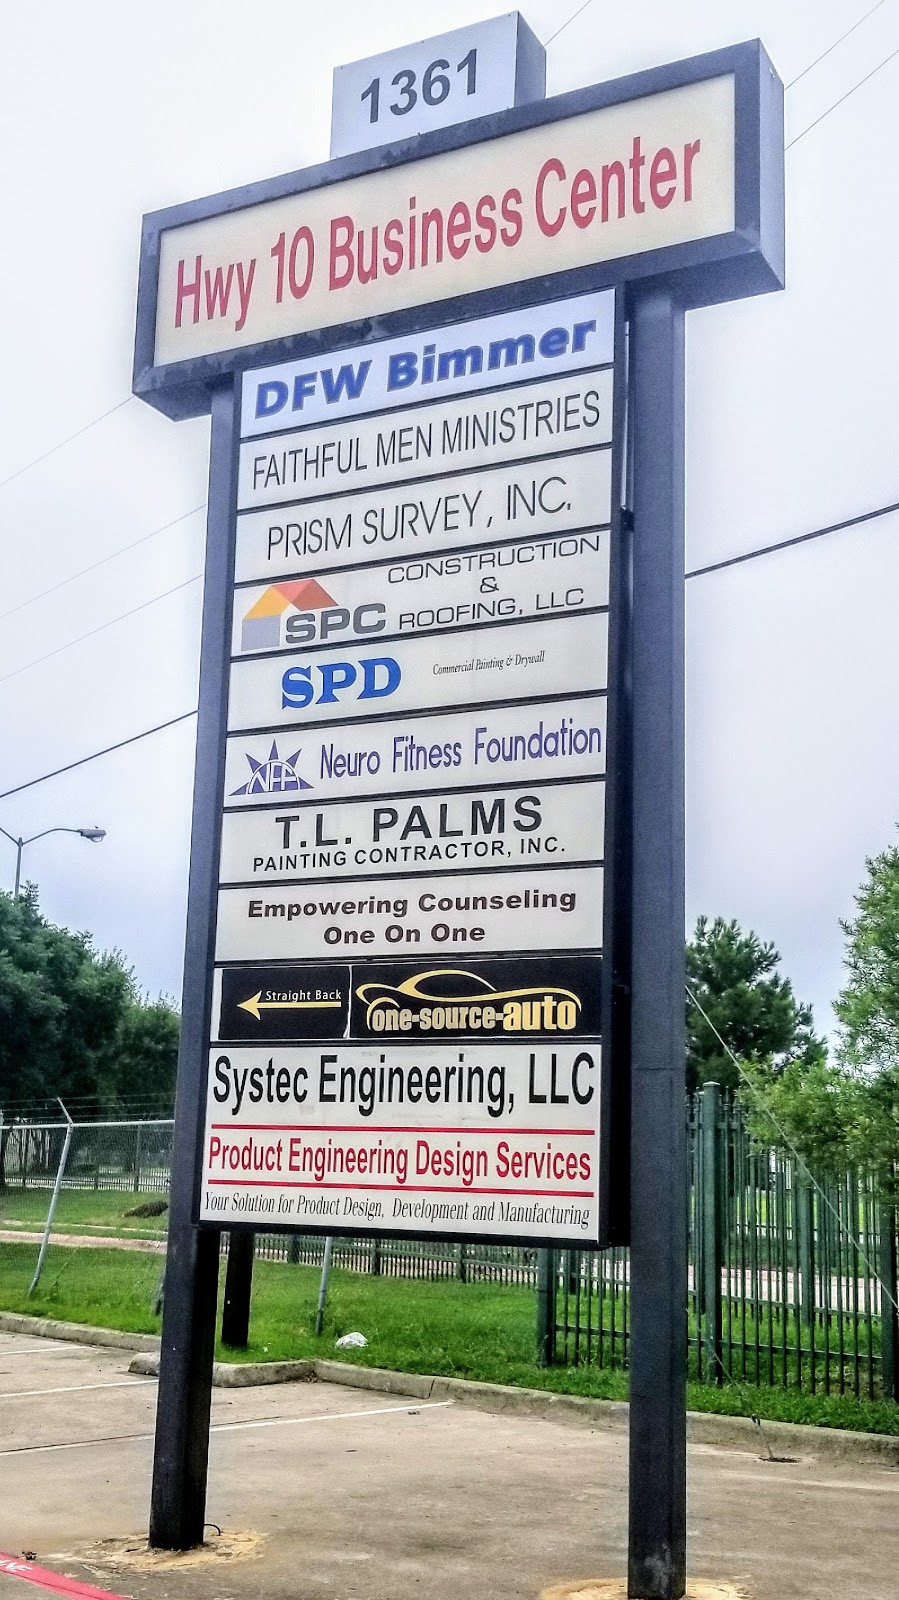 1361
Hwy 10 Business Center
DFW Bimmer
FAITHFUL MEN MINISTRIES
PRISM SURVEY, INC.
SPC CONSTRUCTION
&
ROOFING, LLC
SPD Commercial Painting & Drywall
NFF Neuro Fitness Foundation
T.L. PALMS
PAINTING CONTRACTOR, INC.
Empowering Counseling
One On One
Straight Back one-source-auto
Systec Engineering, LLC
Product Engineering Design Services
Your Solution for Product Design, Development and Manufacturing